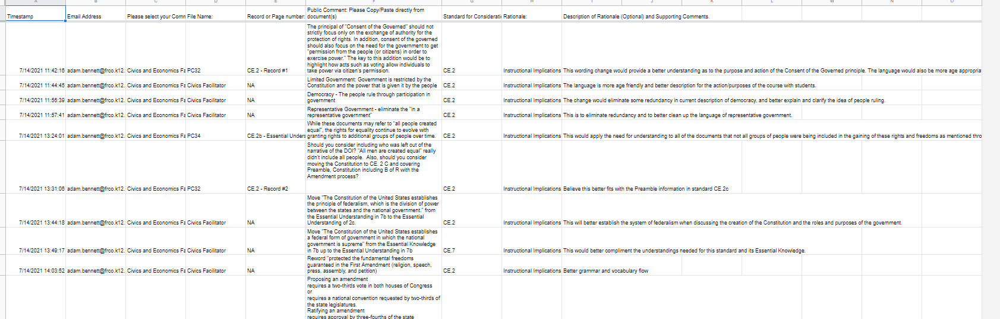 A B C D E F G H I J K L M N O
Public Comment: Please Copy/Paste directly from
Timestamp Email Address Please select your Comm File Name: Record or Page number: document(s) Standard for Consideratio Rationale: Description of Rationale (Optional) and Supporting Comments.
The principal of "Consent of the Governed" should not
strictly focus only on the exchange of authority for the
protection of rights. In addition, consent of the governed
should also focus on the need for the government to get
"permission from the people (or citizens) in order to
exercise power." The key to this addition would be to
highlight how acts such as voting allow individuals to
7/14/2021 11:42:16 adam.bennett@frco.k12. Civics and Economics Fa PC32 CE.2 - Record #1 take power via citizen's permission. CE.2 Instructional Implications This wording change would provide a better understanding as to the purpose and action of the Consent of the Governed principle. The language would also be more age appropria
Limited Government: Government is restricted by the
7/14/2021 11:44:45 adam.bennett@frco.k12. Civics and Economics Fa Civics Facilitator NA Constitution and the power that is given it by the people CE.2 Instructional Implications The language is more age friendly and better description for the action/purposes of the course with students.
Democracy - The people rule through participation in
7/14/2021 11:55:39 adam.bennett@frco.k12. Civics and Economics Fa Civics Facilitator NA government CE.2 Instructional Implications The change would eliminate some redundancy in current description of democracy, and better explain and clarify the idea of people ruling.
Representative Government - eliminate the "in a
7/14/2021 11:57:41 adam.bennett@frco.k12. Civics and Economics Fa Civics Facilitator NA representative government" CE.2 Instructional Implications This is to eliminate redundancy and to better clean up the language of representative government.
While these documents may refer to "all people created
equal", the rights for equality continue to evolve with
7/14/2021 13:24:01 adam.bennett@frco.k12. Civics and Economics Fa PC34 CE.2b - Essential Unders granting rights to additional groups of people over time. CE.2 Instructional Implications This would apply the need for understanding to all of the documents that not all groups of people were being included in the gaining of these rights and freedoms as mentioned thro
Should you consider including who was left out of the
narrative of the DOI? "All men are created equal" really
didn't include all people. Also, should you consider
moving the Constitution to CE. 2 C and covering
Preamble, Constitution including B of R with the
Amendment process?
7/14/2021 13:31:06 adam.bennett@frco.k12. Civics and Economics Fa PC32 CE.2 - Record #2 CE.2 Instructional Implications Believe this better fits with the Preamble information in standard CE.2c
Move "The Constitution of the United States establishes
the principle of federalism, which is the division of power
between the states and the national government." from
the Essential Understanding in 7b to the Essential
7/14/2021 13:44:18 adam.bennett@frco.k12. Civics and Economics Fa Civics Facilitator NA Understanding of 2c. CE.2 Instructional Implications This will better establish the system of federalism when discussing the creation of the Constitution and the roles and purposes of the government.
Move "The Constitution of the United States establishes
a federal form of government in which the national
government is supreme" from the Essential Knowledge
7/14/2021 13:49:17 adam.bennett@frco.k12. Civics and Economics Fa Civics Facilitator NA in 7b up to the Essential Understanding in 7b CE.7 Instructional Implications This would better compliment the understandings needed for this standard and its Essential Knowledge.
Reword "protected the fundamental freedoms
guaranteed in the First Amendment (religion, speech,
7/14/2021 14:03:52 adam.bennett@frco.k12. Civics and Economics Fa Civics Facilitator NA press, assembly, and petition) CE.2 Instructional Implications Better grammar and vocabulary flow
Proposing an amendment
requires a two-thirds vote in both houses of Congress
or
requires a national convention requested by two-thirds of
the state legislatures.
Ratifying an amendment
requires approval by three-fourths of the state